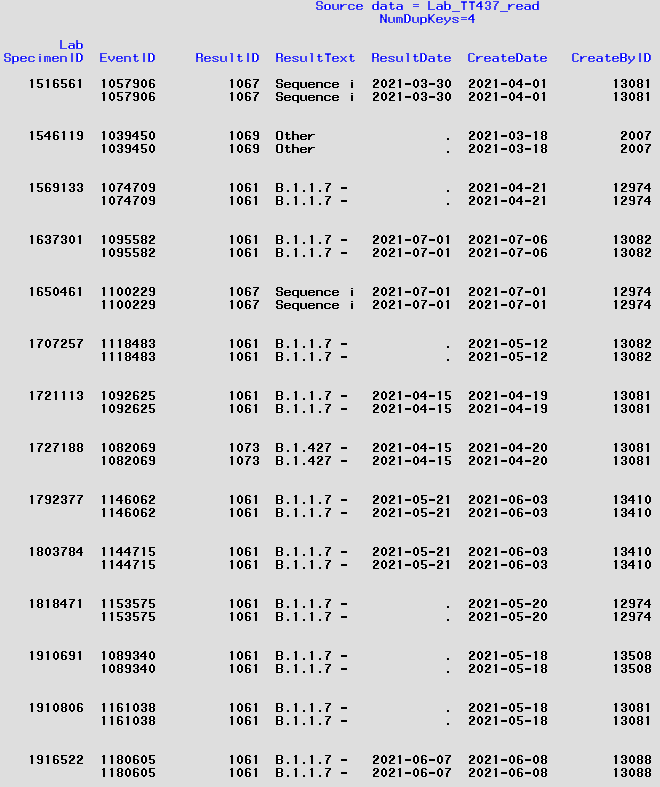 Source data = Lab_TT437_read
NumDupKeys=4
Lab
SpecimenID EventID ResultID ResultText ResultDate CreateDate CreateByID
1516561 1057906 1067 Sequence i 2021-03-30 2021-04-01 13081
1057906 1067 Sequence i 2021-03-30 2021-04-01 13081
1546119 1039450 1069 Other . 2021-03-18 2007
1039450 1069 Other . 2021-03-18 2007
1569133 1074709 1061 B.1.1.7 - . 2021-04-21 12974
1074709 1061 B.1.1.7 - . 2021-04-21 12974
1637301 1095582 1061 B.1.1.7 - 2021-07-01 2021-07-06 13082
1095582 1061 B.1.1.7 - 2021-07-01 2021-07-06 13082
1650461 1100229 1067 Sequence i 2021-07-01 2021-07-01 12974
1100229 1067 Sequence i 2021-07-01 2021-07-01 12974
1707257 1118483 1061 B.1.1.7 - . 2021-05-12 13082
1118483 1061 B.1.1.7 - . 2021-05-12 13082
1721113 1092625 1061 B.1.1.7 - 2021-04-15 2021-04-19 13081
1092625 1061 B.1.1.7 - 2021-04-15 2021-04-19 13081
1727188 1082069 1073 B.1.427 - 2021-04-15 2021-04-20 13081
1082069 1073 B.1.427 - 2021-04-15 2021-04-20 13081
1792377 1146062 1061 B.1.1.7 - 2021-05-21 2021-06-03 13410
1146062 1061 B.1.1.7 - 2021-05-21 2021-06-03 13410
1803784 1144715 1061 B.1.1.7 - 2021-05-21 2021-06-03 13410
1144715 1061 B.1.1.7 - 2021-05-21 2021-06-03 13410
1818471 1153575 1061 B.1.1.7 - . 2021-05-20 12974
1153575 1061 B.1.1.7 - . 2021-05-20 12974
1910691 1089340 1061 B.1.1.7 - . 2021-05-18 13508
1089340 1061 B.1.1.7 - . 2021-05-18 13508
1910806 1161038 1061 B.1.1.7 - . 2021-05-18 13081
1161038 1061 B.1.1.7 - . 2021-05-18 13081
1916522 1180605 1061 B.1.1.7 - 2021-06-07 2021-06-08 13088
1180605 1061 B.1.1.7 - 2021-06-07 2021-06-08 13088